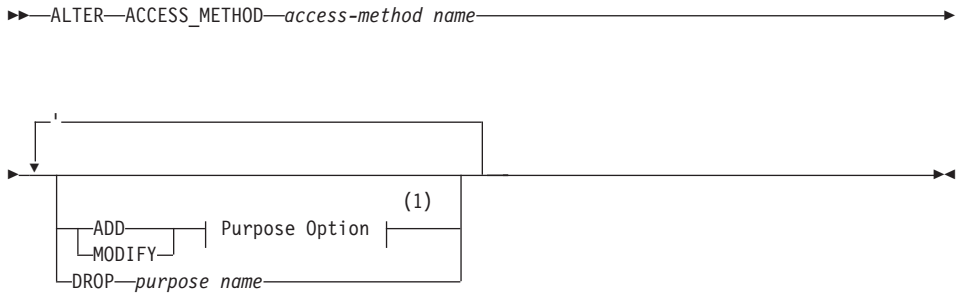 ALTER ACCESS_METHOD access-method name
'
(1)
ADD Purpose Option
MODIFY
DROP purpose name